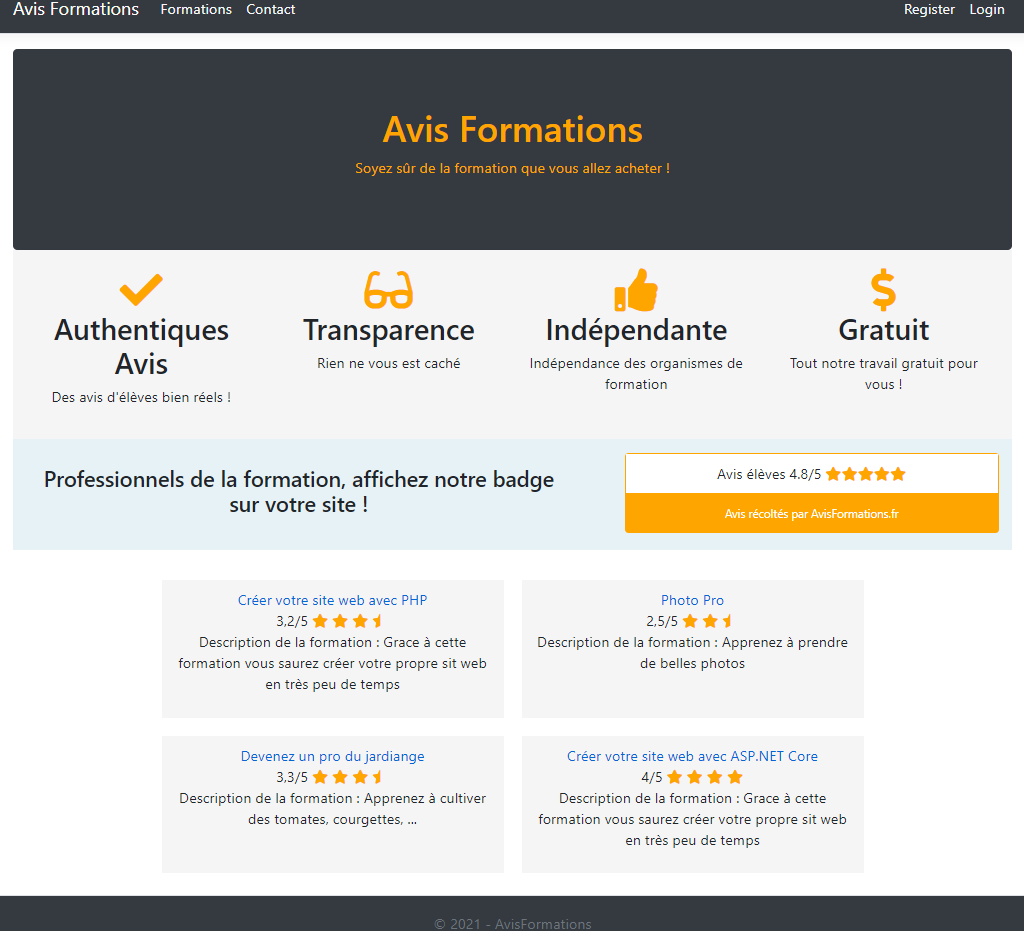 Avis Formations Formations Contact Register Login
Avis Formations
Soyez sûr de la formation que vous allez acheter !
Authentiques
Avis
Des avis d'élèves bien réels !
Transparence
Rien ne vous est caché
Indépendante
Indépendance des organismes de
formation
Gratuit
Tout notre travail gratuit pour
vous !
Professionnels de la formation, affichez notre badge
sur votre site !
Avis élèves 4.8/5
Avis récoltés par AvisFormations.fr
Créer votre site web avec PHP
3,2/5
Description de la formation : Grace à cette
formation vous saurez créer votre propre sit web
en très peu de temps
Photo Pro
2,5/5
Description de la formation : Apprenez à prendre
de belles photos
Devenez un pro du jardiange
3,3/5
Description de la formation : Apprenez à cultiver
des tomates, courgettes, ...
Créer votre site web avec ASP.NET Core
4/5
Description de la formation : Grace à cette
formation vous saurez créer votre propre sit web
en très peu de temps
© 2021 - AvisFormations